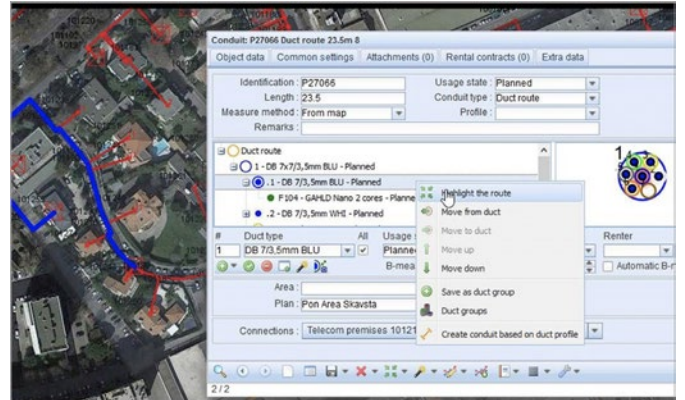 Conduit: P27066 Duct route 23.5m 8
Object data Common settings Attachments (0) Rental contracts (0) Extra data
Identification : P27066 Usage state : Planned
Length : 23.5 Conduit type : Duct route
Measure method : From map Profile :
Remarks :
Duct route
1 - DB 7x7/3,5mm BLU - Planned
.1 - DB 7/3,5mm BLU - Planned
F104 - GAHLD Nano 2 cores - Planne
.2 - DB 7/3,5mm WHI - Planned
1
Highlight the route
Move from duct
Move to duct
Move up
Move down
Save as duct group
Duct groups
Create conduit based on duct profile
# Duct type All Usage Renter
1 DB 7/3,5mm BLU Planne
B-mea Automatic B-m
Area :
Plan : Pon Area Skavsta
Connections : Telecom premises 10121
2 / 2